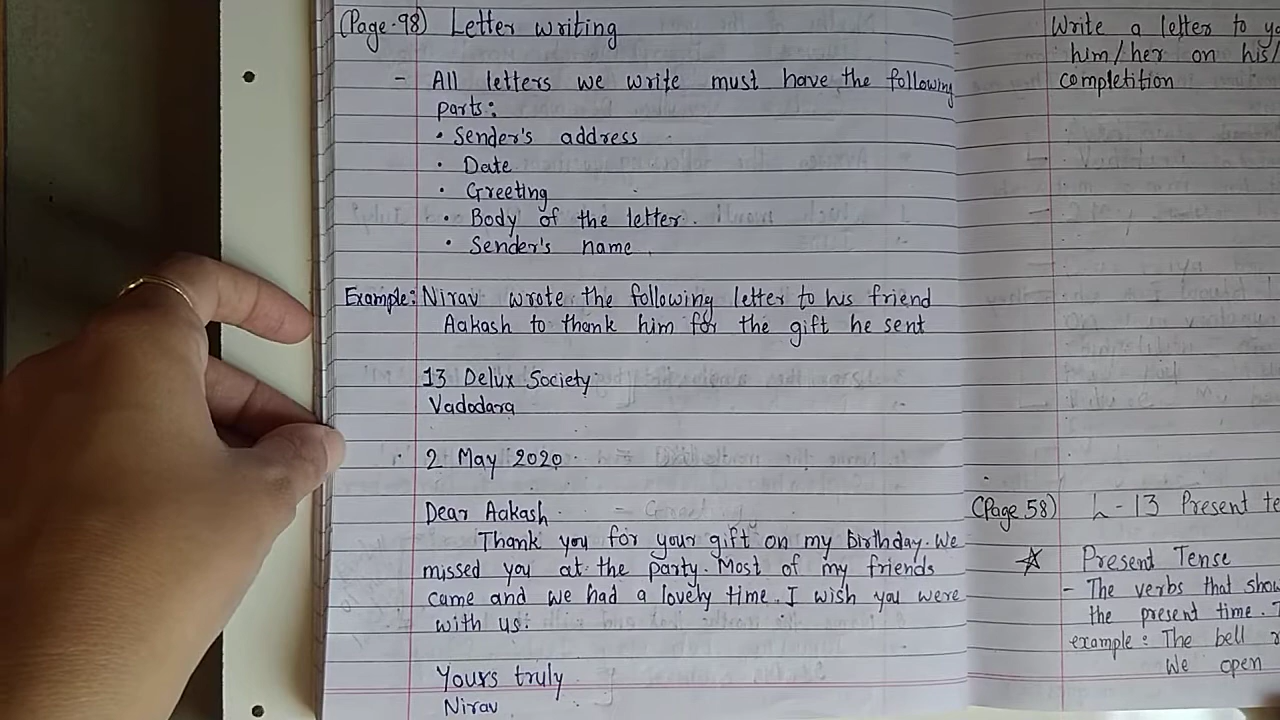 (Page-98) Letter writing
- All letters we write must have the following
parts:
• Sender's address
• Date
• Greeting
• Body of the letter.
• Sender's name
Example: Nirav wrote the following letter to his friend
Aakash to thank him for the gift he sent
13 Delux Society
Vadodara
2 May 2020
Dear Aakash
Thank you for your gift on my birthday. We
missed you at the party. Most of my friends
came and we had a lovely time. I wish you were
with us.
Yours truly
Nirav
Write a letter to
him/her on his/
completition
(Page 58) L-13 Present
☆ Present Tense
- The verbs that
the present time.
example: The bell
We open